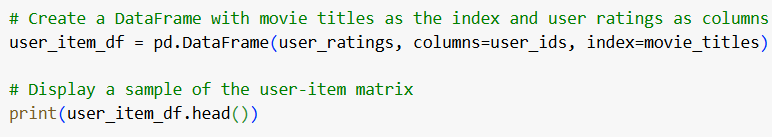 # Create a DataFrame with movie titles as the index and user ratings as columns
user_item_df = pd.DataFrame(user_ratings, columns=user_ids, index=movie_titles)
# Display a sample of the user-item matrix
print(user_item_df.head())